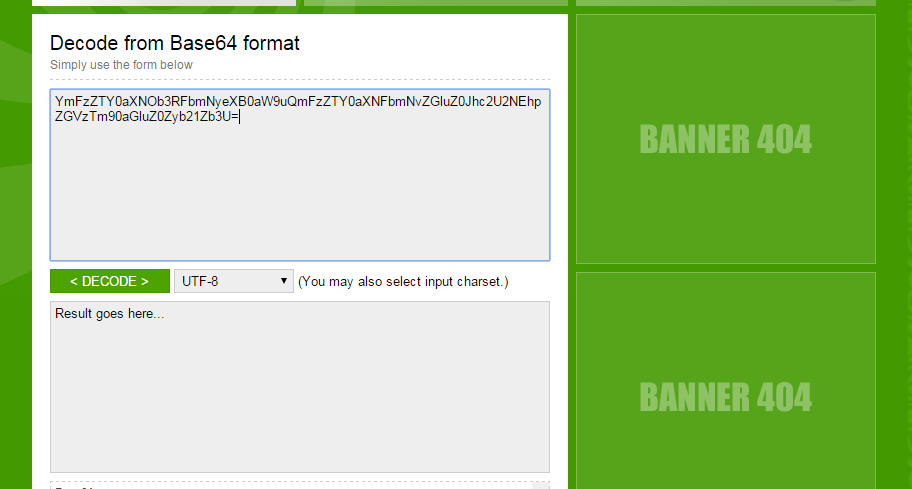 Decode from Base64 format
Simply use the form below
YmFzZTY0aXNOb3RFbmNyeXB0aW9uQmFzZTY0aXNFbmNvZGluZ0Jhc2U2NEhp
ZGVzTm90aGluZ0Zyb21Zb3U=
< DECODE >
UTF-8
(You may also select input charset.)
Result goes here...
BANNER 404
BANNER 404